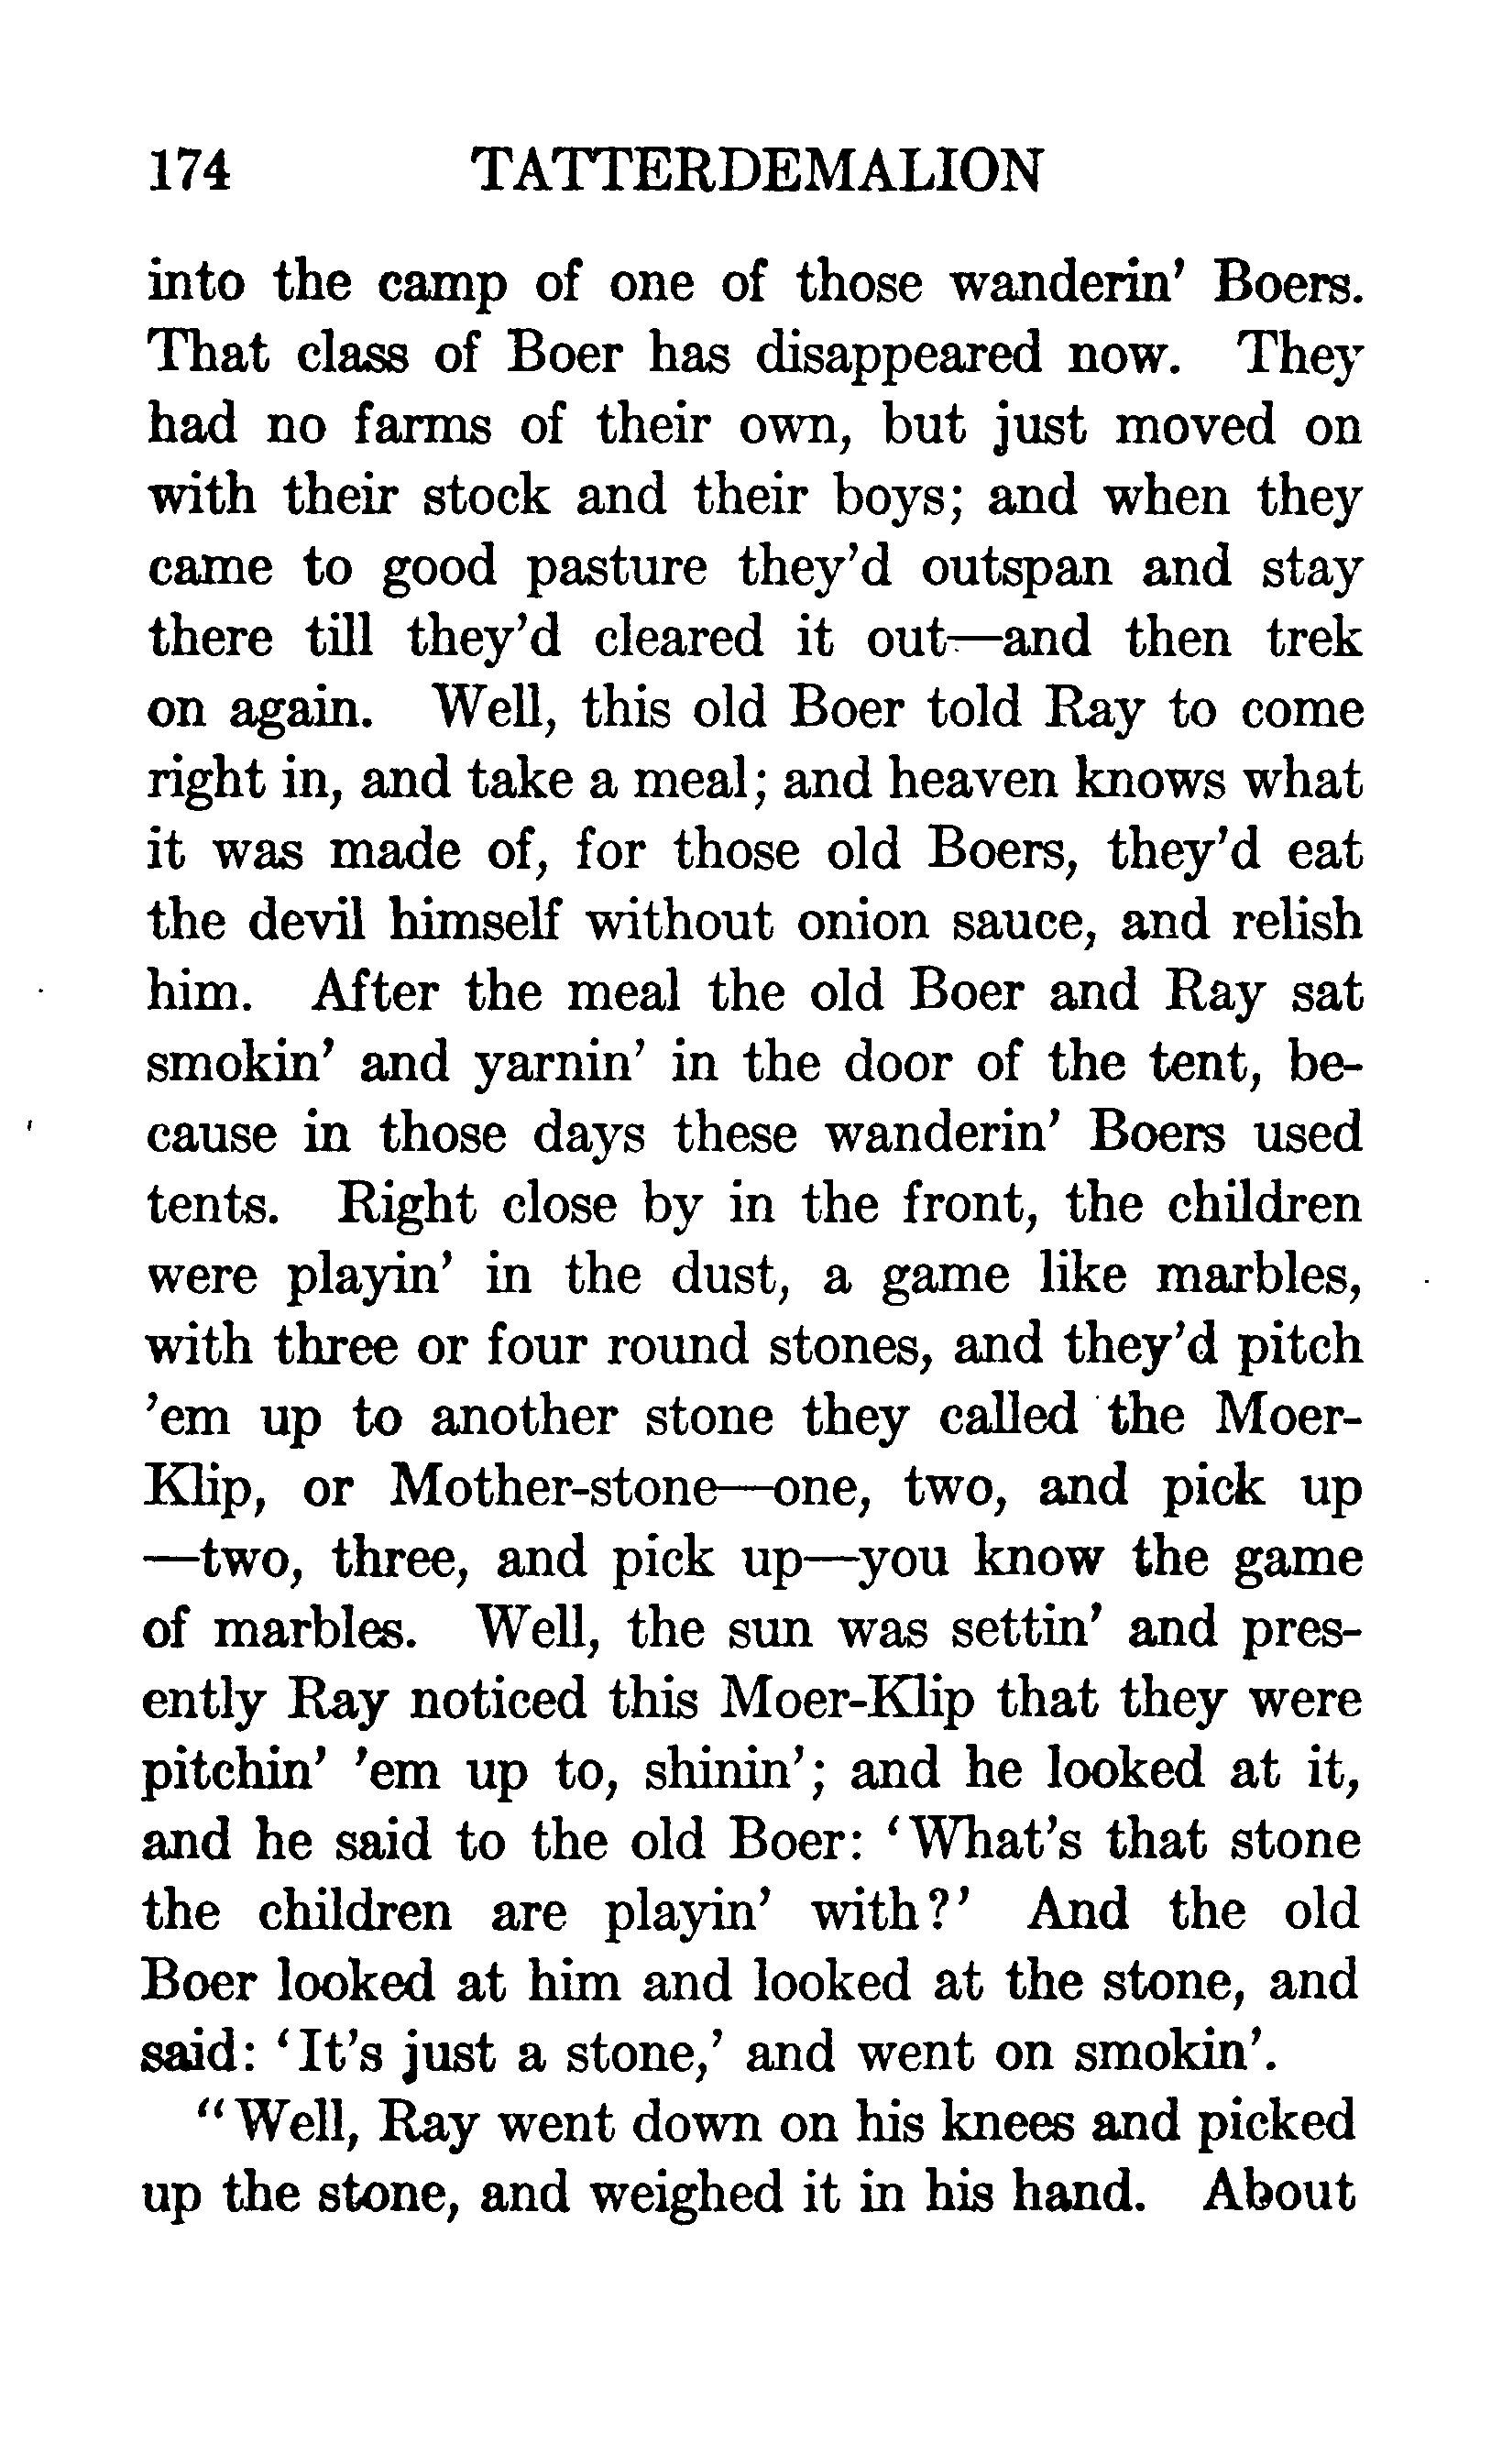 174 TATTERDEMALION
into the camp of one of those wanderin' Boers.
That class of Boer has disappeared now. They
had no farms of their own, but just moved on
with their stock and their boys; and when they
came to good pasture they'd outspan and stay
there till they'd cleared it out—and then trek
on again. Well, this old Boer told Ray to come
right in, and take a meal; and heaven knows what
it was made of, for those old Boers, they'd eat
the devil himself without onion sauce, and relish
him. After the meal the old Boer and Ray sat
smokin' and yarnin' in the door of the tent, be-
cause in those days these wanderin' Boers used
tents. Right close by in the front, the children
were playin' in the dust, a game like marbles,
with three or four round stones, and they'd pitch
'em up to another stone they called the Moer-
Klip, or Mother-stone—one, two, and pick up
—two, three, and pick up—you know the game
of marbles. Well, the sun was settin' and pres-
ently Ray noticed this Moer-Klip that they were
pitchin' 'em up to, shinin'; and he looked at it,
and he said to the old Boer: 'What's that stone
the children are playin' with?' And the old
Boer looked at him and looked at the stone, and
said: 'It's just a stone,' and went on smokin'.
"Well, Ray went down on his knees and picked
up the stone, and weighed it in his hand. About